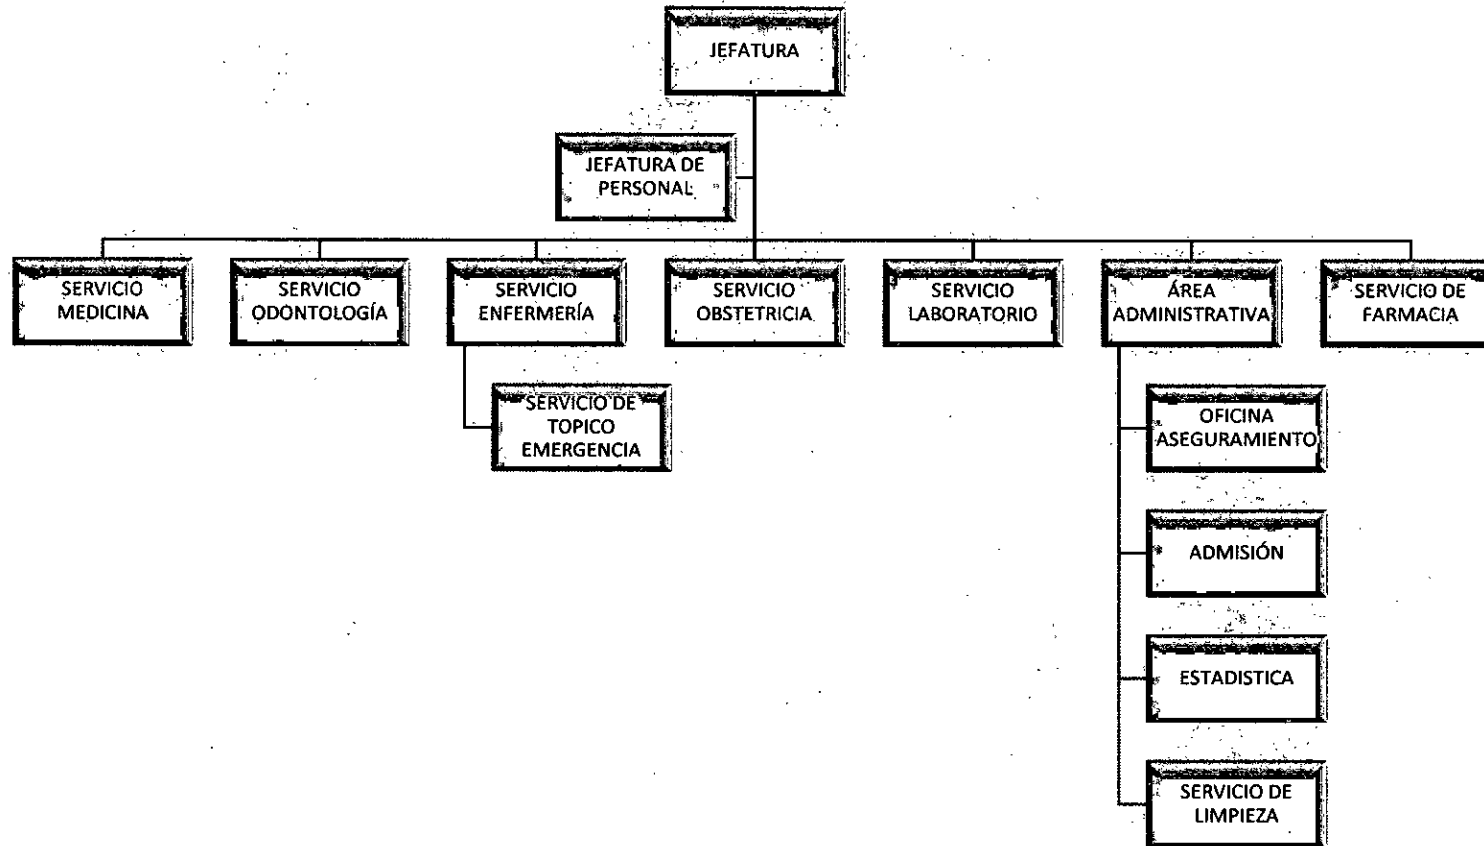 JEFATURA
JEFATURA DE
PERSONAL
SERVICIO
MEDICINA
SERVICIO
ODONTOLOGÍA
SERVICIO
ENFERMERÍA
SERVICIO
OBSTETRICIA
SERVICIO
LABORATORIO
ÁREA
ADMINISTRATIVA
SERVICIO DE
FARMACIA
SERVICIO DE
TOPICO
EMERGENCIA
OFICINA
ASEGURAMIENTO
ADMISIÓN
ESTADISTICA
SERVICIO DE
LIMPIEZA